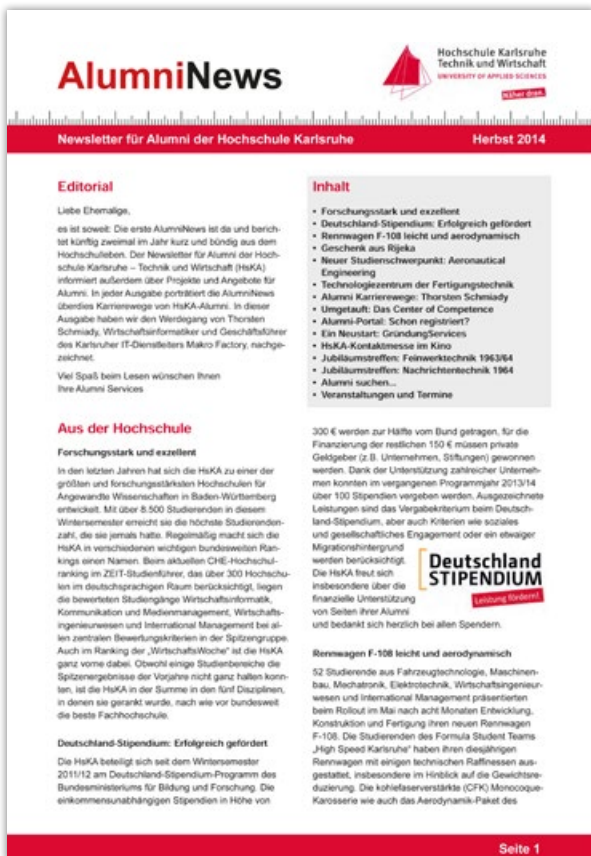 AlumniNews
Hochschule Karlsruhe
Technik und Wirtschaft
UNIVERSITY OF APPLIED SCIENCES
Näher dran.
Newsletter für Alumni der Hochschule Karlsruhe
Herbst 2014
Editorial
Liebe Ehemalige,
es ist soweit: Die erste AlumniNews ist da und berich-
tet künftig zweimal im Jahr kurz und bündig aus dem
Hochschulleben. Der Newsletter für Alumni der Hoch-
schule Karlsruhe – Technik und Wirtschaft (HsKA)
informiert außerdem über Projekte und Angebote für
Alumni. In jeder Ausgabe porträtiert die AlumniNews
überdies Karrierewege von HsKA-Alumni. In dieser
Ausgabe haben wir den Werdegang von Thorsten
Schmiady, Wirtschaftsinformatiker und Geschäftsführer
des Karlsruher IT-Dienstleiters Makro Factory, nachge-
zeichnet.
Viel Spaß beim Lesen wünschen Ihnen
Ihre Alumni Services
Inhalt
• Forschungsstark und exzellent
• Deutschland-Stipendium: Erfolgreich gefördert
• Rennwagen F-108 leicht und aerodynamisch
• Geschenk aus Rijeka
• Neuer Studienschwerpunkt: Aeronautical
Engineering
• Technologiezentrum der Fertigungstechnik
• Alumni Karrierewege: Thorsten Schmiady
• Umgetauft: Das Center of Competence
• Alumni-Portal: Schon registriert?
• Ein Neustart: GründungServices
• HsKA-Kontaktmesse im Kino
• Jubiläumstreffen: Feinwerktechnik 1963/64
• Jubiläumstreffen: Nachrichtentechnik 1964
• Alumni suchen...
• Veranstaltungen und Termine
Aus der Hochschule
Forschungsstark und exzellent
In den letzten Jahren hat sich die HsKA zu einer der
größten und forschungsstärksten Hochschulen für
Angewandte Wissenschaften in Baden-Württemberg
entwickelt. Mit über 8.500 Studierenden in diesem
Wintersemester erreicht sie die höchste Studierenden-
zahl, die sie jemals hatte. Regelmäßig macht sich die
HsKA in verschiedenen wichtigen bundesweiten Ran-
kings einen Namen. Beim aktuellen CHE-Hochschul-
ranking im ZEIT-Studienführer, das über 300 Hochschu-
len im deutschsprachigen Raum berücksichtigt, liegen
die bewerteten Studiengänge Wirtschaftsinformatik,
Kommunikation und Medienmanagement, Wirtschafts-
ingenieurwesen und International Management bei al-
len zentralen Bewertungskriterien in der Spitzengruppe.
Auch im Ranking der „WirtschaftsWoche“ ist die HsKA
ganz vorne dabei. Obwohl einige Studienbereiche die
Spitzenergebnisse der Vorjahre nicht ganz halten konn-
ten, ist die HsKA in der Summe in den fünf Disziplinen,
in denen sie gerankt wurde, nach wie vor bundesweit
die beste Fachhochschule.
Deutschland-Stipendium: Erfolgreich gefördert
Die HsKA beteiligt sich seit dem Wintersemester
2011/12 am Deutschland-Stipendium-Programm des
Bundesministeriums für Bildung und Forschung. Die
einkommensunabhängigen Stipendien in Höhe von
300 € werden zur Hälfte vom Bund getragen, für die
Finanzierung der restlichen 150 € müssen private
Geldgeber (z.B. Unternehmen, Stiftungen) gewonnen
werden. Dank der Unterstützung zahlreicher Unterneh-
men konnten im vergangenen Programmjahr 2013/14
über 100 Stipendien vergeben werden. Ausgezeichnete
Leistungen sind das Vergabekriterium beim Deutsch-
land-Stipendium, aber auch Kriterien wie soziales
und gesellschaftliches Engagement oder ein etwaiger
Migrationshintergrund
werden berücksichtigt.
Die HsKA freut sich
insbesondere über die
finanzielle Unterstützung
von Seiten ihrer Alumni
und bedankt sich herzlich bei allen Spendern.
Deutschland
STIPENDIUM
Leistung fördern!
Rennwagen F-108 leicht und aerodynamisch
52 Studierende aus Fahrzeugtechnologie, Maschinen-
bau, Mechatronik, Elektrotechnik, Wirtschaftsingenieur-
wesen und International Management präsentierten
beim Rollout im Mai nach acht Monaten Entwicklung,
Konstruktion und Fertigung ihren neuen Rennwagen
F-108. Die Studierenden des Formula Student Teams
„High Speed Karlsruhe“ haben ihren diesjährigen
Rennwagen mit einigen technischen Raffinessen aus-
gestattet, insbesondere im Hinblick auf die Gewichtsre-
duzierung. Die kohlefaserverstärkte (CFK) Monocoque-
Karosserie wie auch das Aerodynamik-Paket des
Seite 1